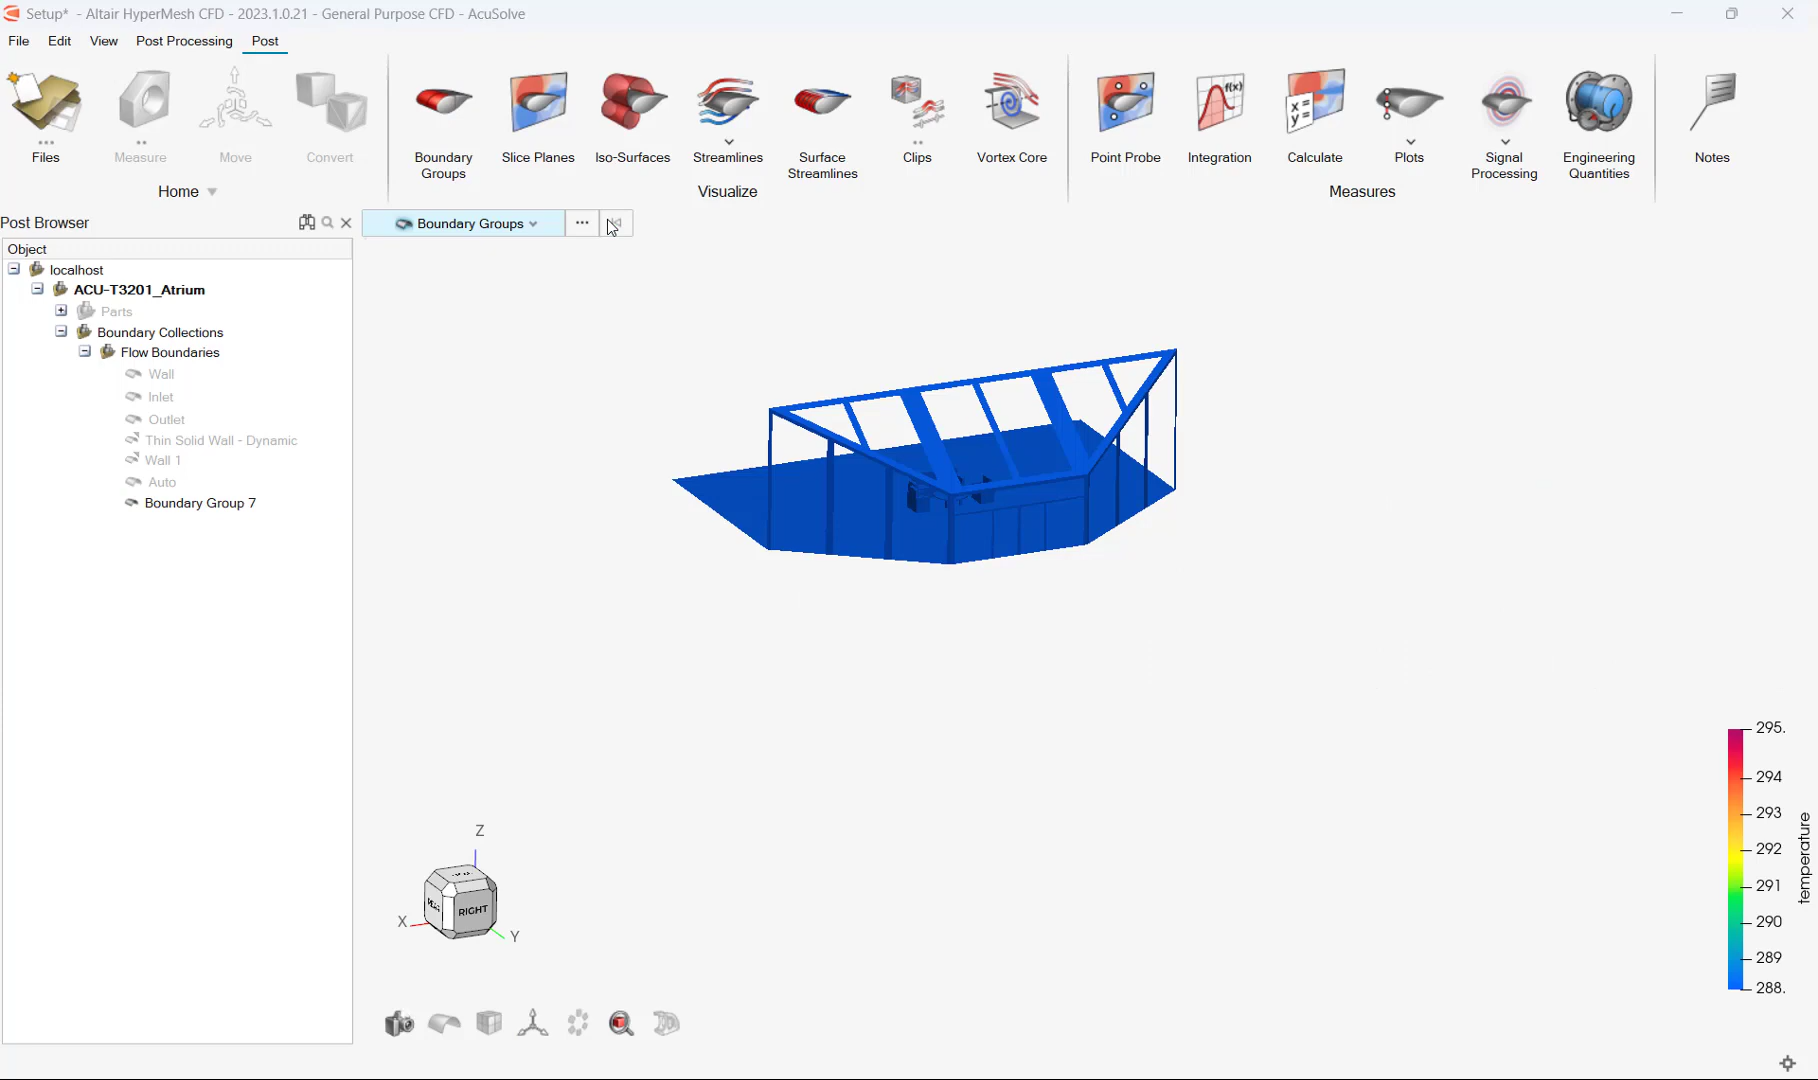 Setup* - Altair HyperMesh CFD - 2023.1.0.21 - General Purpose CFD - AcuSolve
File Edit View Post Processing Post
Files Measure Move Convert Boundary Groups Slice Planes Iso-Surfaces Streamlines Surface Streamlines Clips Vortex Core Point Probe Integration Calculate Plots Signal Processing Engineering Quantities Notes
Home Visualize Measures
Post Browser
Boundary Groups
Object
localhost
ACU-T3201_Atrium
Parts
Boundary Collections
Flow Boundaries
Wall
Inlet
Outlet
Thin Solid Wall - Dynamic
Wall 1
Auto
Boundary Group 7
Z
RIGHT
X
Y
295.
294
293
292
291
290
289
288.
temperature
f(x)
x =
y =